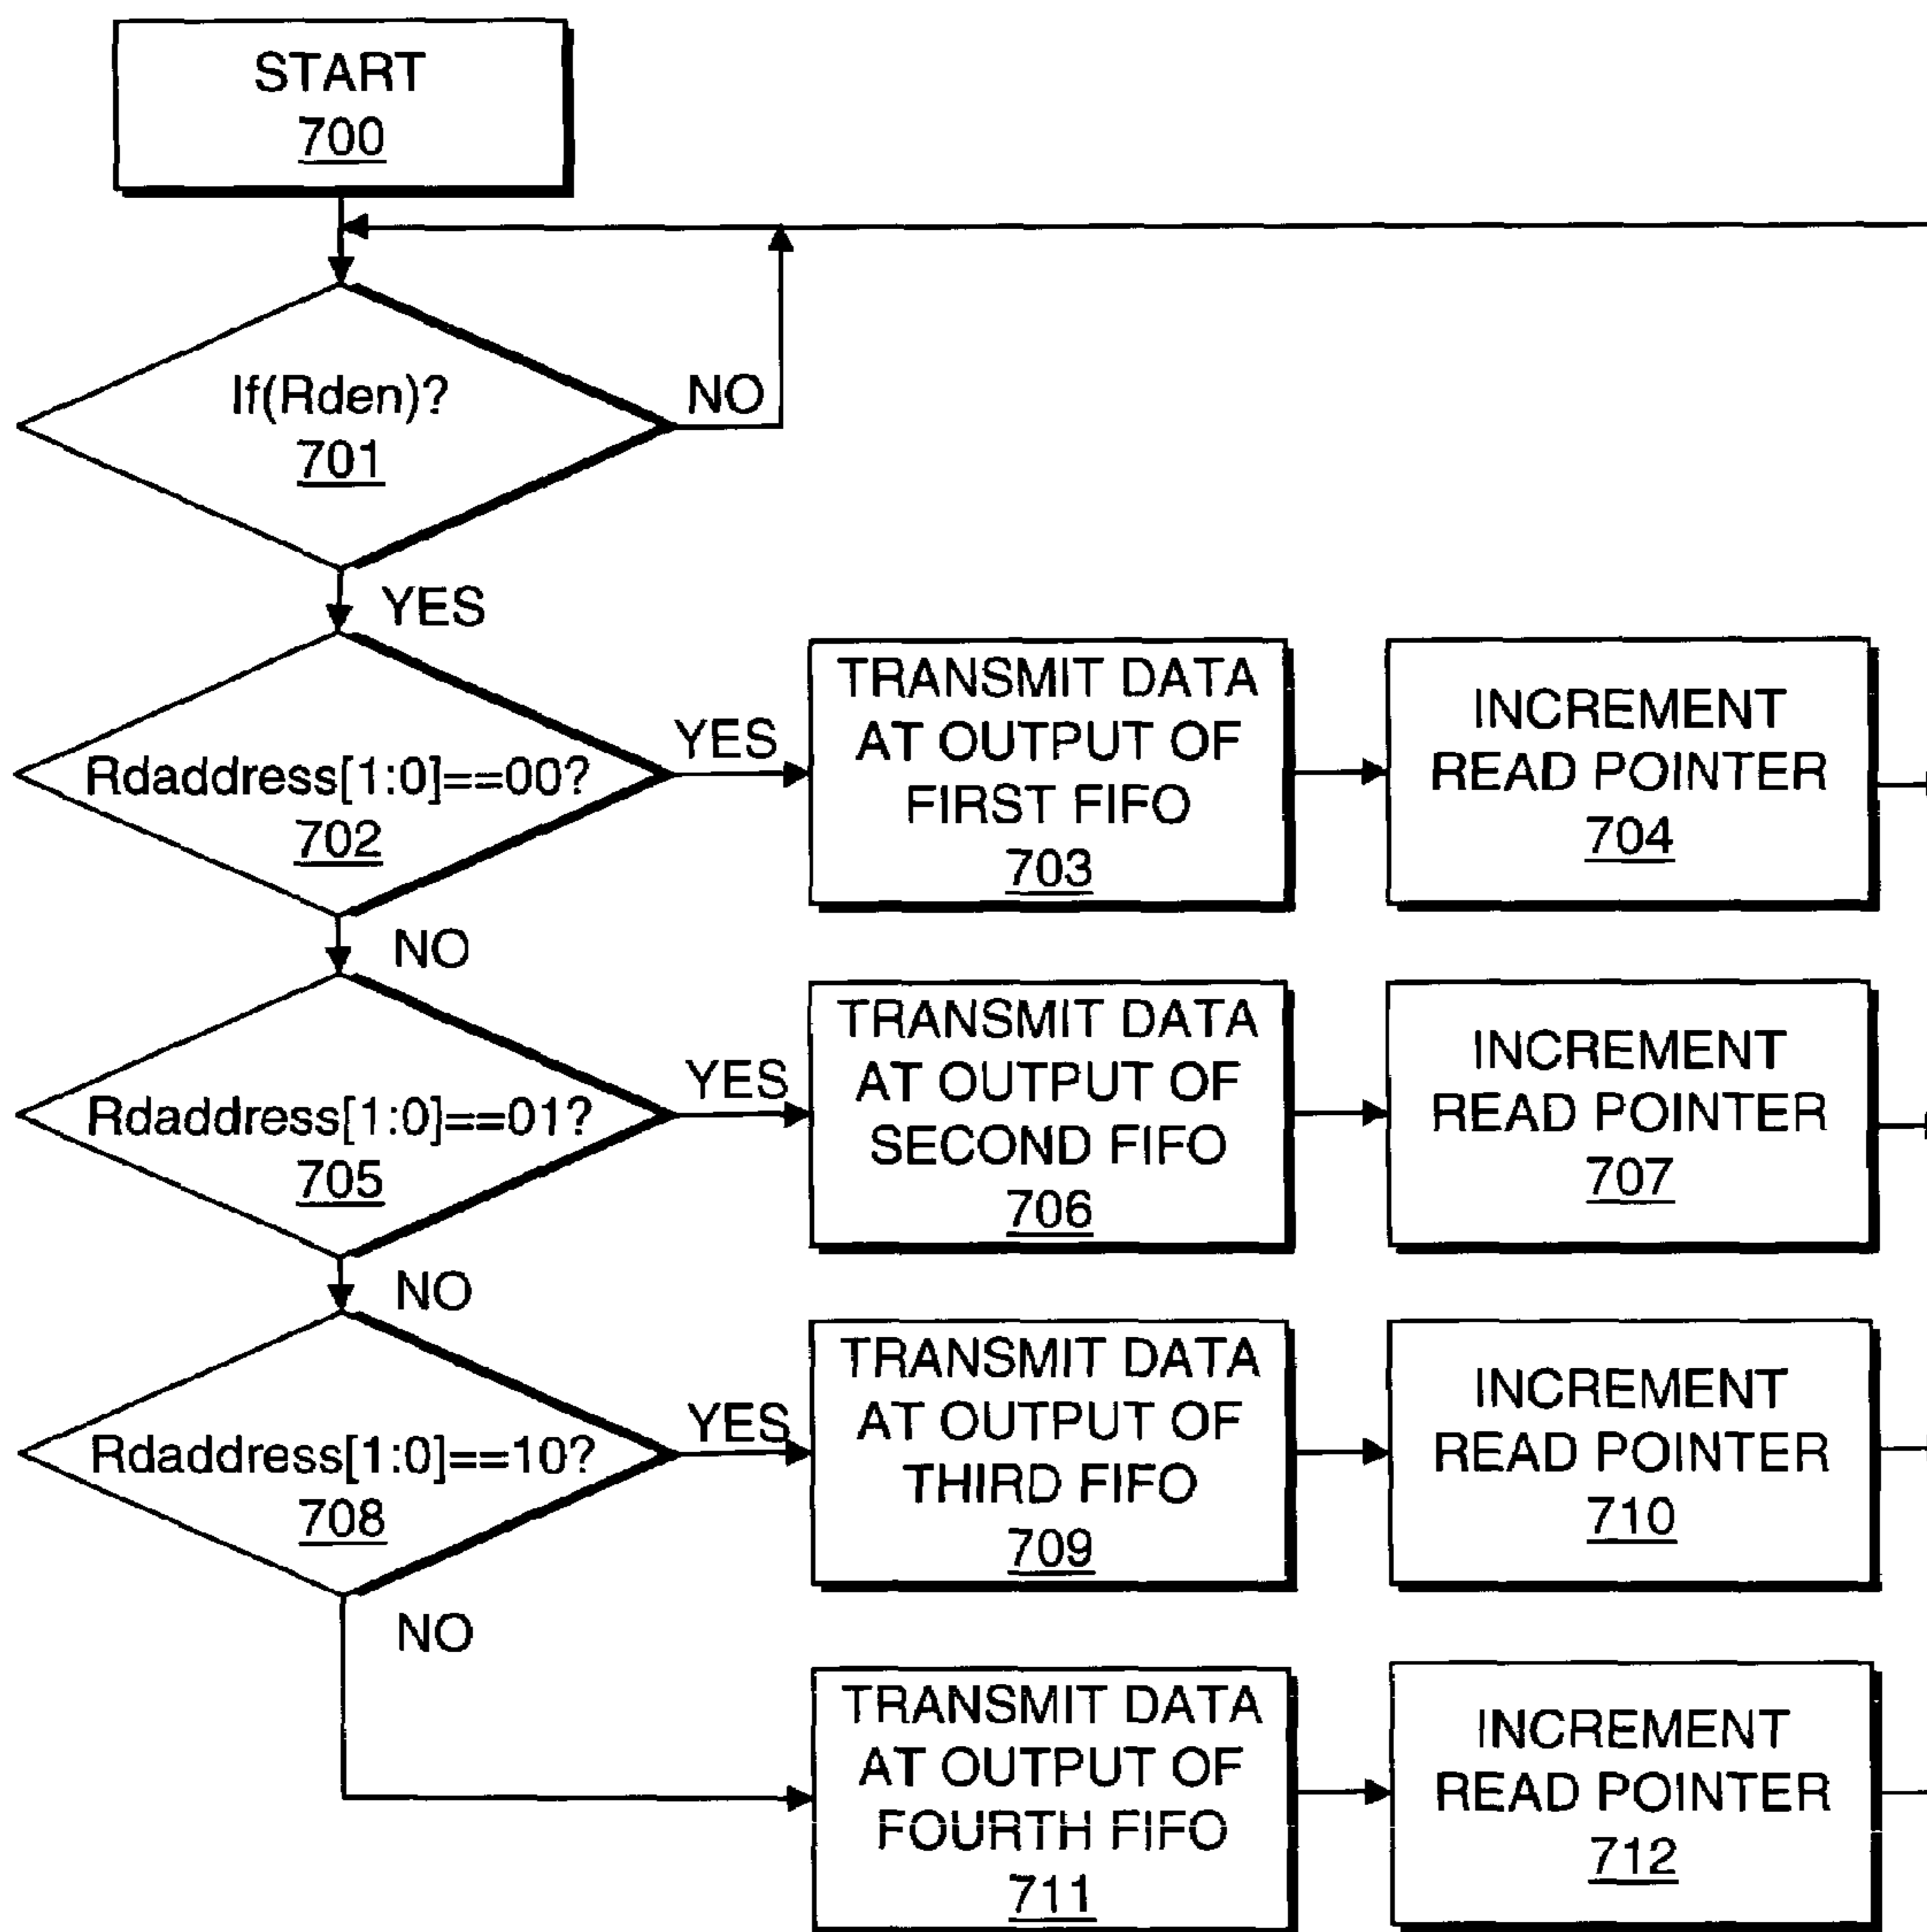 START
700
If(Rden)?
701
NO
YES
Rdaddress[1:0]==00?
702
YES
TRANSMIT DATA
AT OUTPUT OF
FIRST FIFO
703
INCREMENT
READ POINTER
704
NO
Rdaddress[1:0]==01?
705
YES
TRANSMIT DATA
AT OUTPUT OF
SECOND FIFO
706
INCREMENT
READ POINTER
707
NO
Rdaddress[1:0]==10?
708
YES
TRANSMIT DATA
AT OUTPUT OF
THIRD FIFO
709
INCREMENT
READ POINTER
710
NO
TRANSMIT DATA
AT OUTPUT OF
FOURTH FIFO
711
INCREMENT
READ POINTER
712